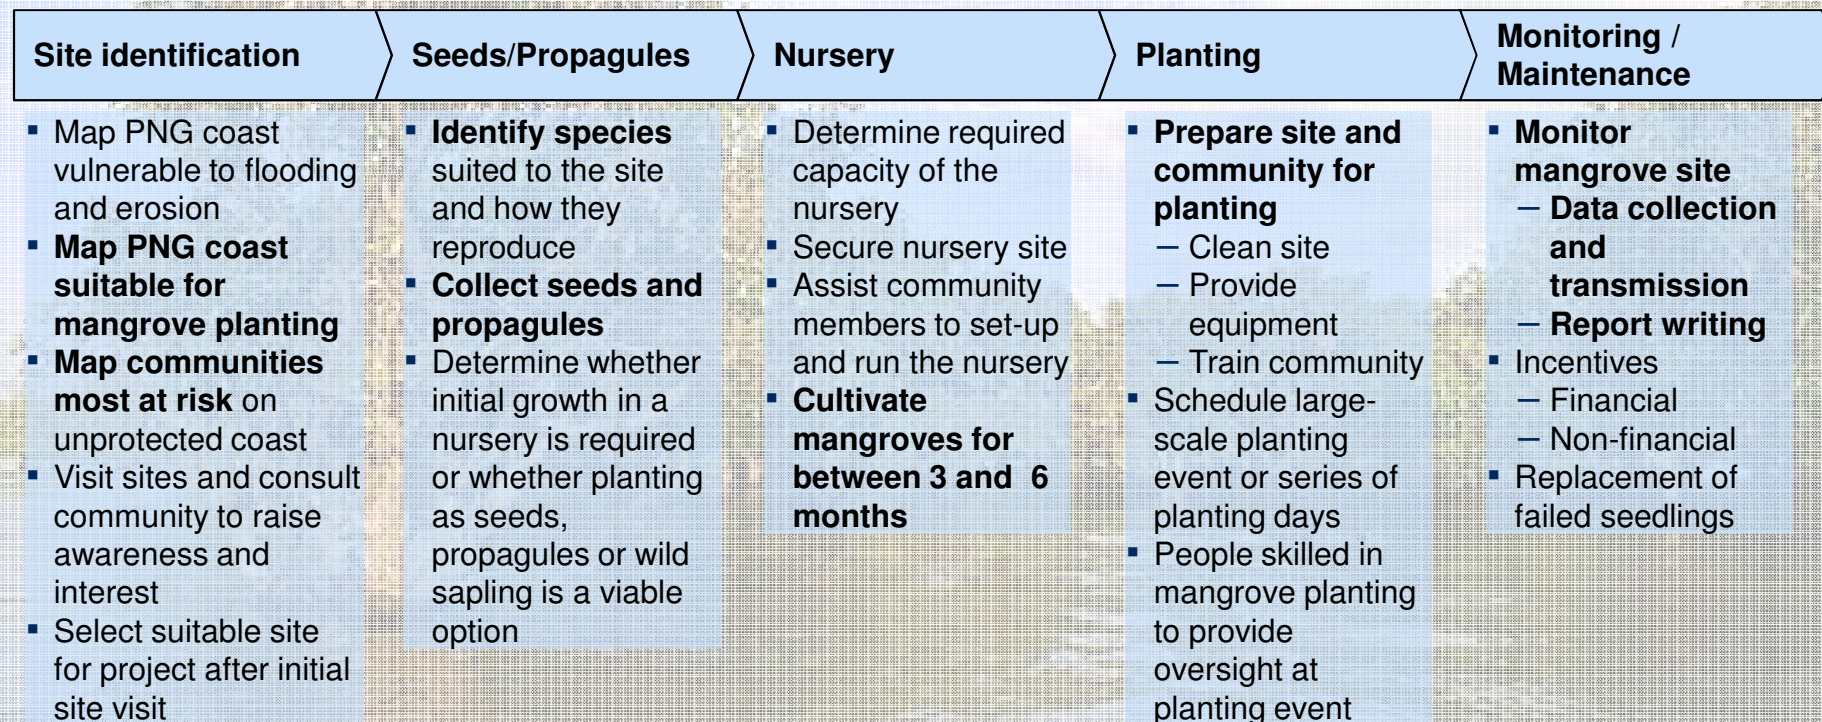 Site identification
Seeds/Propagules
Nursery
Planting
Monitoring /
Maintenance
▪ Map PNG coast
vulnerable to flooding
and erosion
▪ Map PNG coast
suitable for
mangrove planting
▪ Map communities
most at risk on
unprotected coast
▪ Visit sites and consult
community to raise
awareness and
interest
▪ Select suitable site
for project after initial
site visit
▪ Identify species
suited to the site
and how they
reproduce
▪ Collect seeds and
propagules
▪ Determine whether
initial growth in a
nursery is required
or whether planting
as seeds,
propagules or wild
sapling is a viable
option
▪ Determine required
capacity of the
nursery
▪ Secure nursery site
▪ Assist community
members to set-up
and run the nursery
▪ Cultivate
mangroves for
between 3 and  6
months
▪ Prepare site and
community for
planting
– Clean site
– Provide
equipment
– Train community
▪ Schedule large-
scale planting
event or series of
planting days
▪ People skilled in
mangrove planting
to provide
oversight at
planting event
▪ Monitor
mangrove site
– Data collection
and
transmission
– Report writing
▪ Incentives
– Financial
– Non-financial
▪ Replacement of
failed seedlings